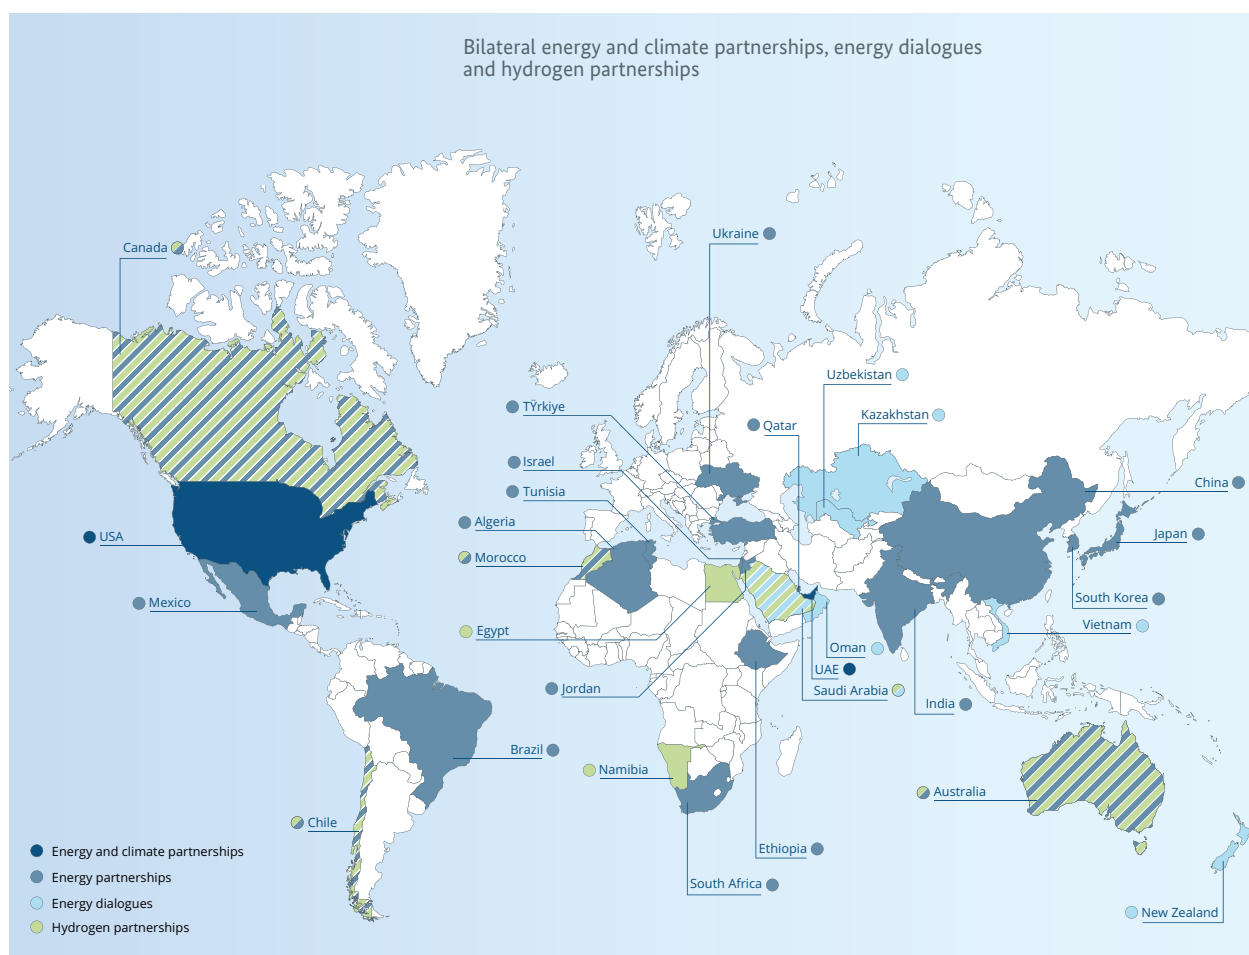 Bilateral energy and climate partnerships, energy dialogues
and hydrogen partnerships
Ukraine
Canada
Uzbekistan
TŸrkiye
Kazakhstan
Qatar
Israel
China
Tunisia
Algeria
USA
Japan
Morocco
South Korea
Mexico
Vietnam
Egypt
Oman
UAE
Jordan
Saudi Arabia
India
Brazil
Namibia
Australia
Chile
Ethiopia
South Africa
New Zealand
Energy and climate partnerships
Energy partnerships
Energy dialogues
Hydrogen partnerships